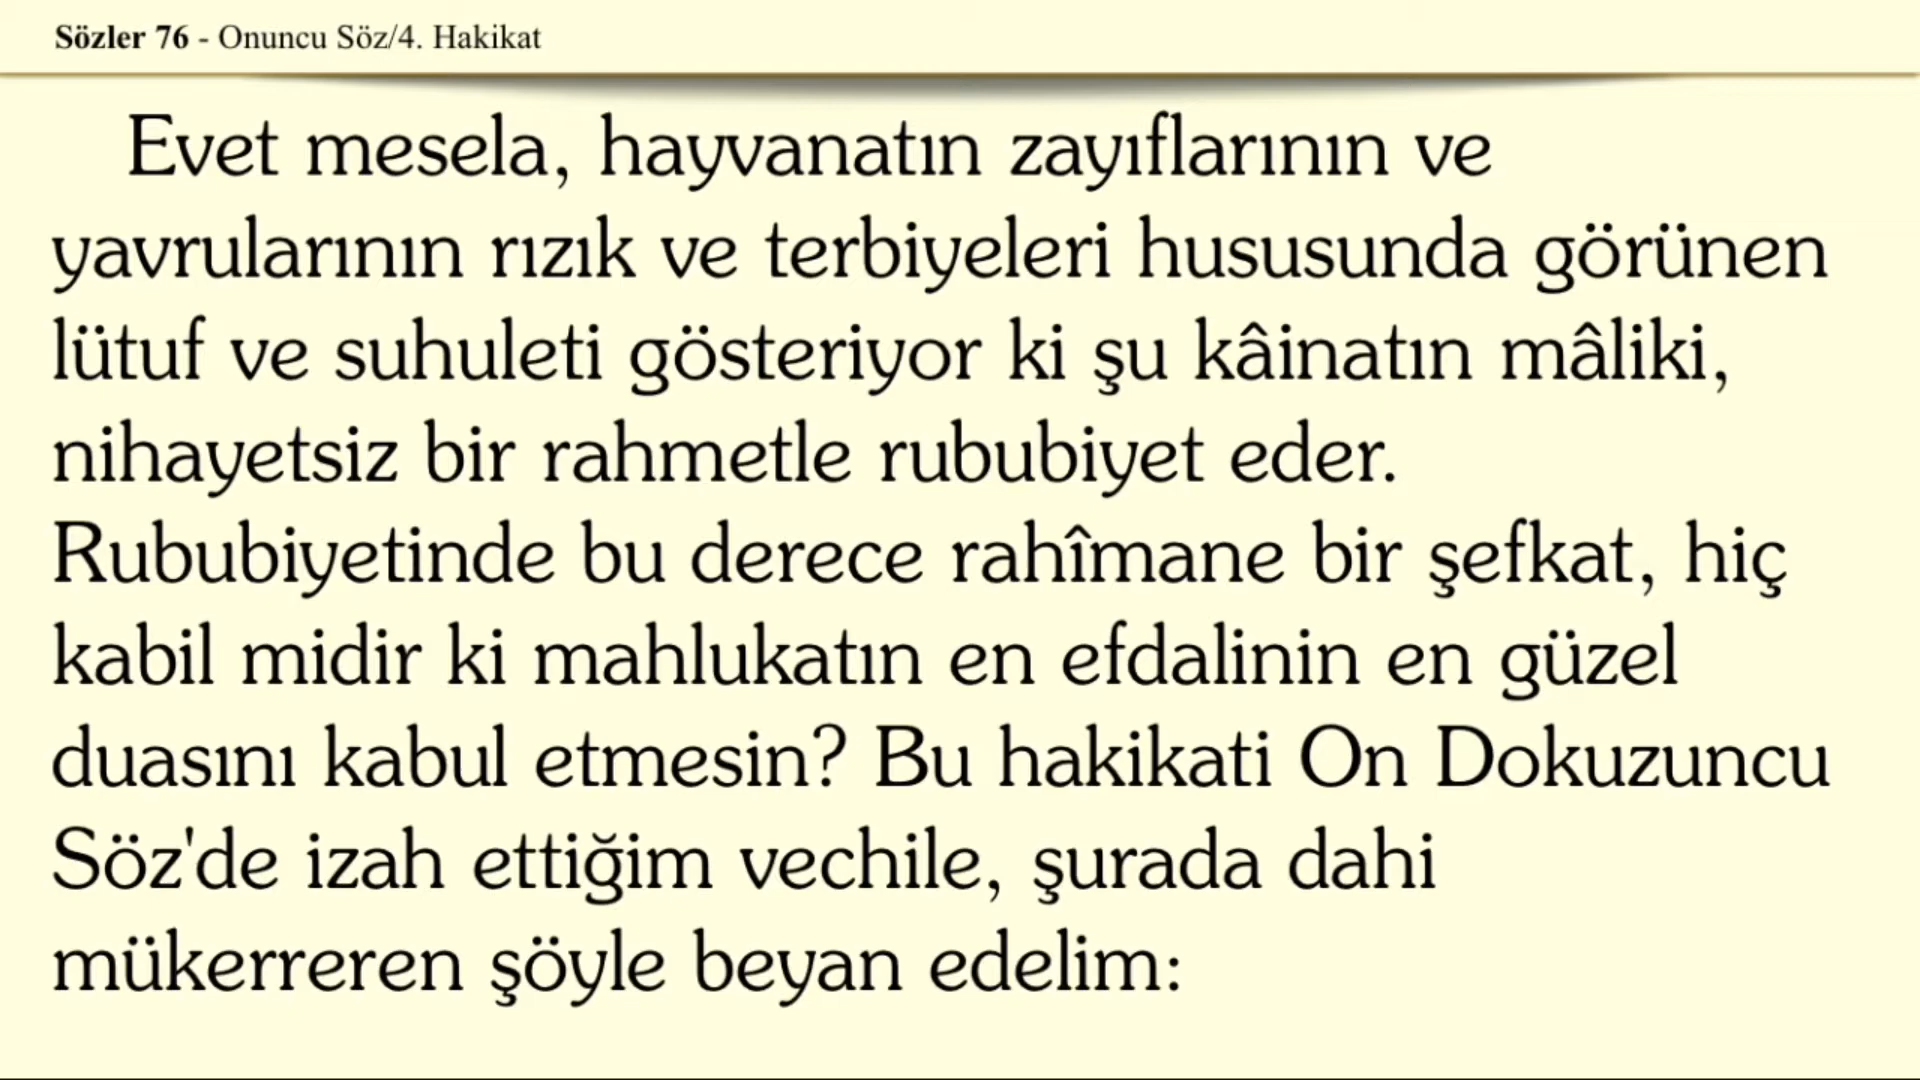 Sözler 76 - Onuncu Söz/4. Hakikat
Evet mesela, hayvanatın zayıflarının ve
yavrularının rızık ve terbiyeleri hususunda görünen
lütuf ve suhuleti gösteriyor ki şu kâinatın mâliki,
nihayetsiz bir rahmetle rububiyet eder.
Rububiyetinde bu derece rahîmane bir şefkat, hiç
kabil midir ki mahlukatın en efdalinin en güzel
duasını kabul etmesin? Bu hakikati On Dokuzuncu
Söz'de izah ettiğim vechile, şurada dahi
mükerreren şöyle beyan edelim: